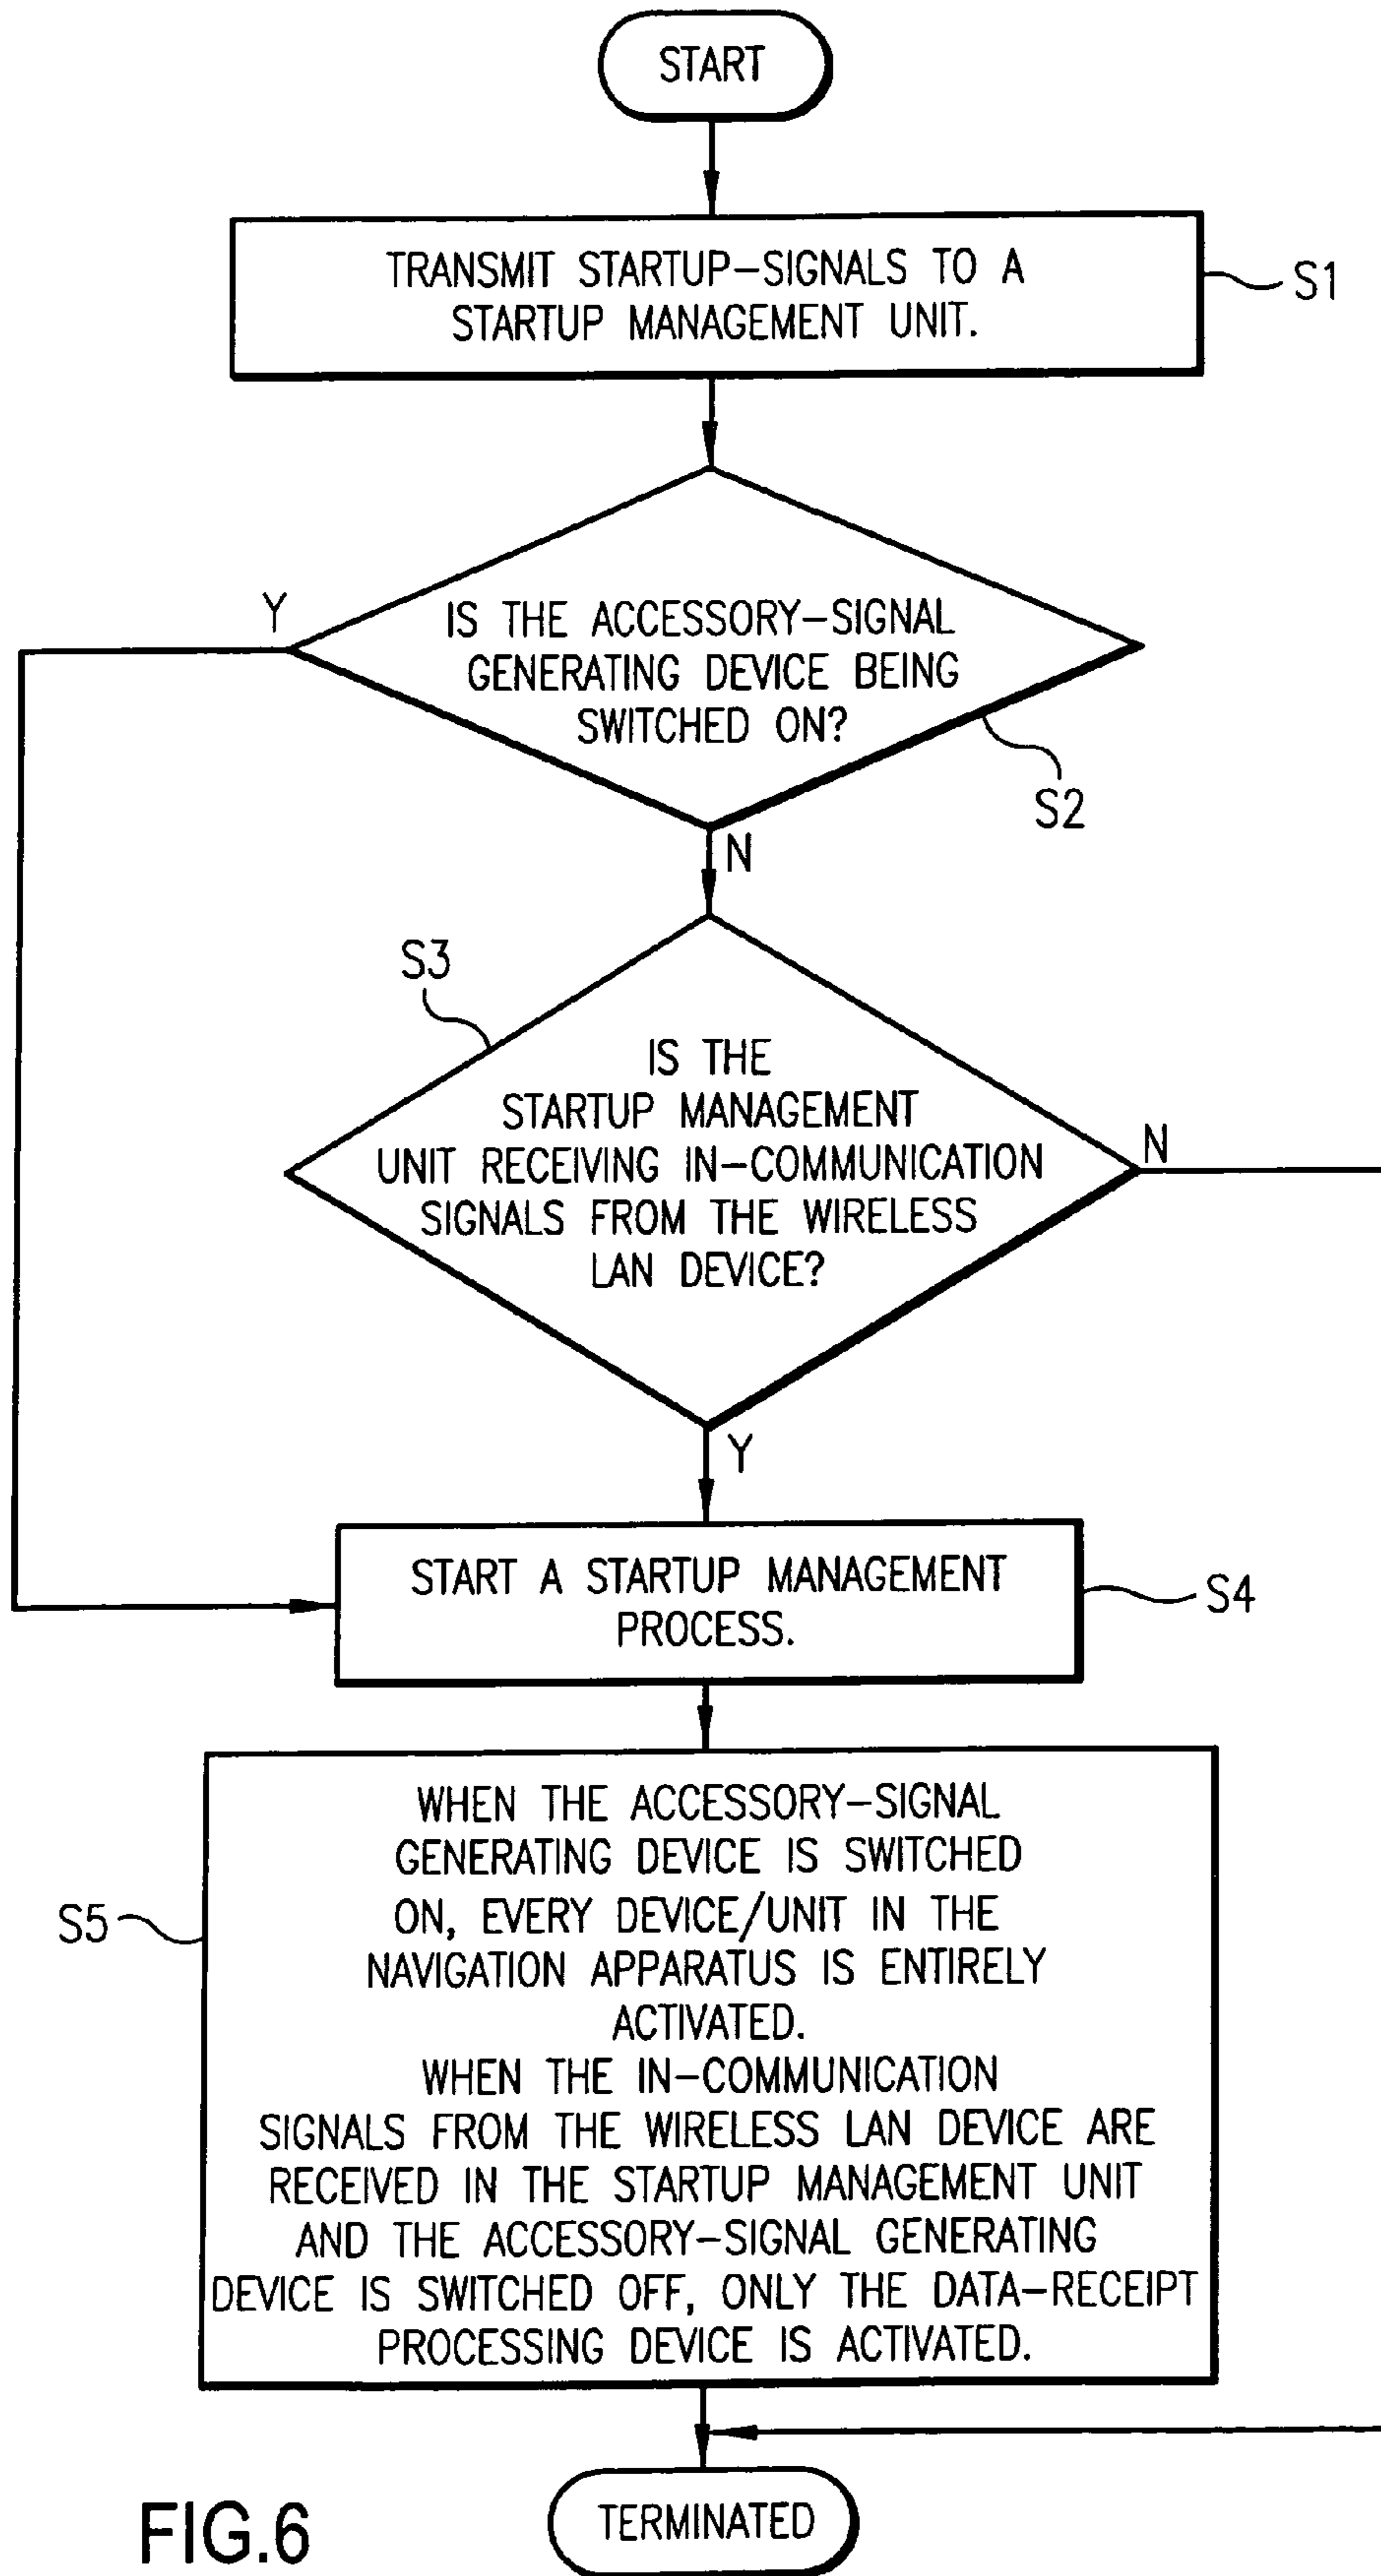 START
TRANSMIT STARTUP-SIGNALS TO A
STARTUP MANAGEMENT UNIT.
S1
Y
IS THE ACCESSORY-SIGNAL
GENERATING DEVICE BEING
SWITCHED ON?
S2
N
S3
IS THE
STARTUP MANAGEMENT
UNIT RECEIVING IN-COMMUNICATION
SIGNALS FROM THE WIRELESS
LAN DEVICE?
N
Y
START A STARTUP MANAGEMENT
PROCESS.
S4
S5
WHEN THE ACCESSORY-SIGNAL
GENERATING DEVICE IS SWITCHED
ON, EVERY DEVICE/UNIT IN THE
NAVIGATION APPARATUS IS ENTIRELY
ACTIVATED.
WHEN THE IN-COMMUNICATION
SIGNALS FROM THE WIRELESS LAN DEVICE ARE
RECEIVED IN THE STARTUP MANAGEMENT UNIT
AND THE ACCESSORY-SIGNAL GENERATING
DEVICE IS SWITCHED OFF, ONLY THE DATA-RECEIPT
PROCESSING DEVICE IS ACTIVATED.
TERMINATED
FIG.6